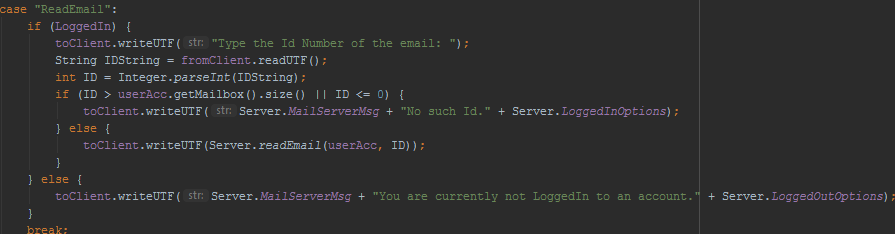 case "ReadEmail":
if (LoggedIn) {
toClient.writeUTF( str: "Type the Id Number of the email: ");
String IDString = fromClient.readUTF();
int ID = Integer.parseInt(IDString);
if (ID > userAcc.getMailbox().size() || ID <= 0) {
toClient.writeUTF( str: Server.MailServerMsg + "No such Id." + Server.LoggedInOptions);
} else {
toClient.writeUTF(Server.readEmail(userAcc, ID));
}
} else {
toClient.writeUTF( str: Server.MailServerMsg + "You are currently not LoggedIn to an account." + Server.LoggedOutOptions);
}
break;